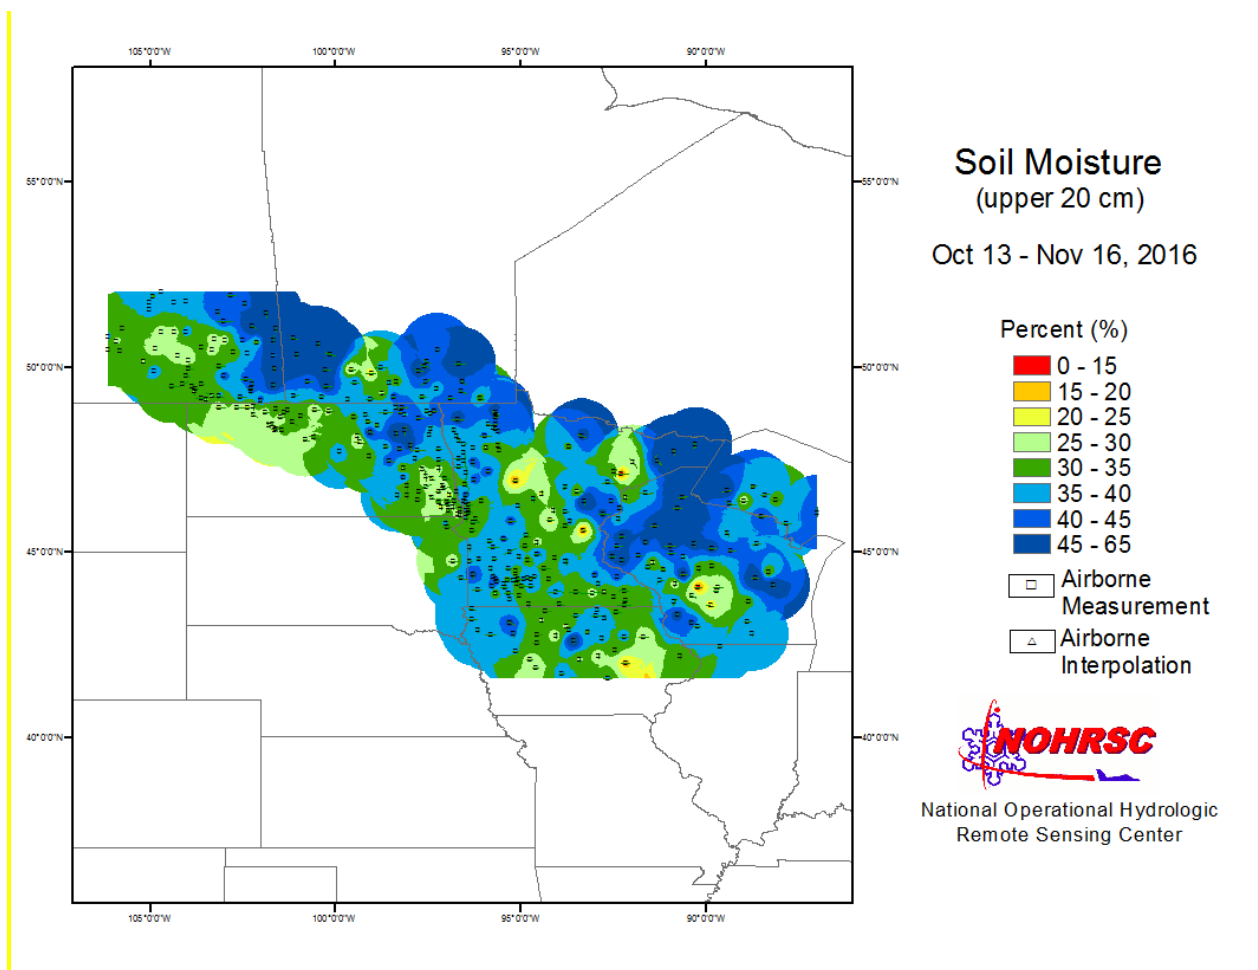 105°0'0"W 100°0'0"W 95°0'0"W 90°0'0"W
55°0'0"N
50°0'0"N
45°0'0"N
40°0'0"N
55°0'0"N
50°0'0"N
45°0'0"N
40°0'0"N
105°0'0"W 100°0'0"W 95°0'0"W 90°0'0"W
Soil Moisture
(upper 20 cm)
Oct 13 - Nov 16, 2016
Percent (%)
0 - 15
15 - 20
20 - 25
25 - 30
30 - 35
35 - 40
40 - 45
45 - 65
Airborne
Measurement
Airborne
Interpolation
NOHRSC
National Operational Hydrologic
Remote Sensing Center